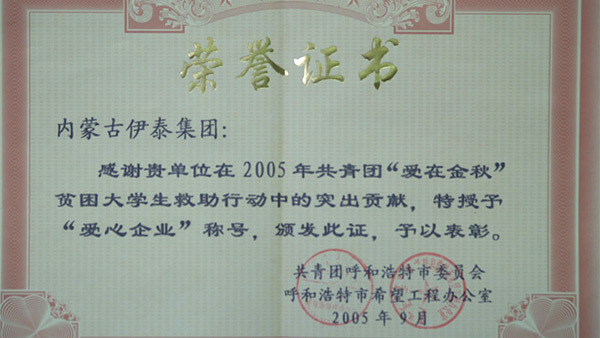 荣誉证书
内蒙古伊泰集团：
感谢贵单位在2005年共青团“爱在金秋”
贫困大学生救助行动中的突出贡献，特授予
“爱心企业”称号，颁发此证，予以表彰。
共青团呼和浩特市委员会
呼和浩特市希望工程办公室
2005年9月